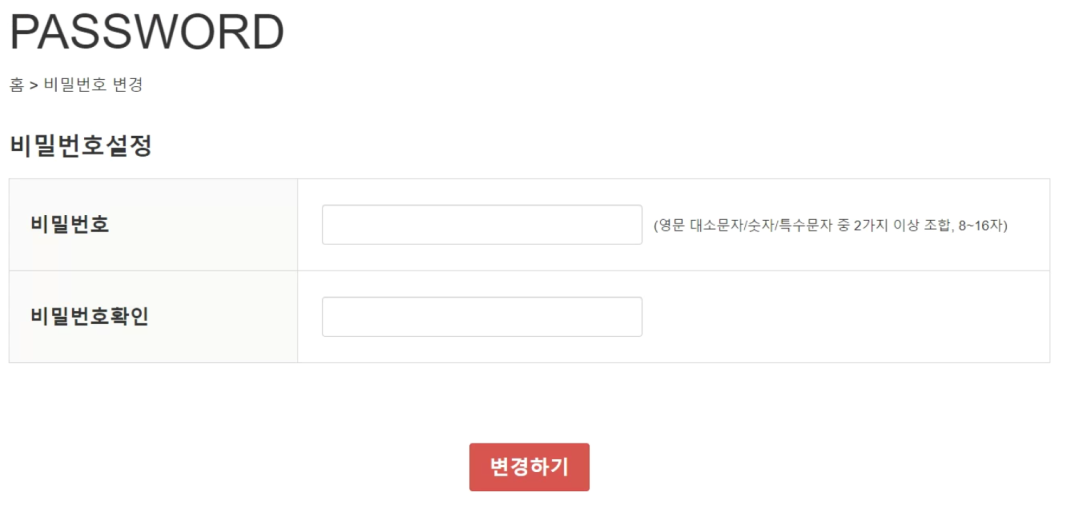 PASSWORD
홈 > 비밀번호 변경
비밀번호설정
비밀번호 (영문 대소문자/숫자/특수문자 중 2가지 이상 조합, 8~16자)
비밀번호확인
변경하기